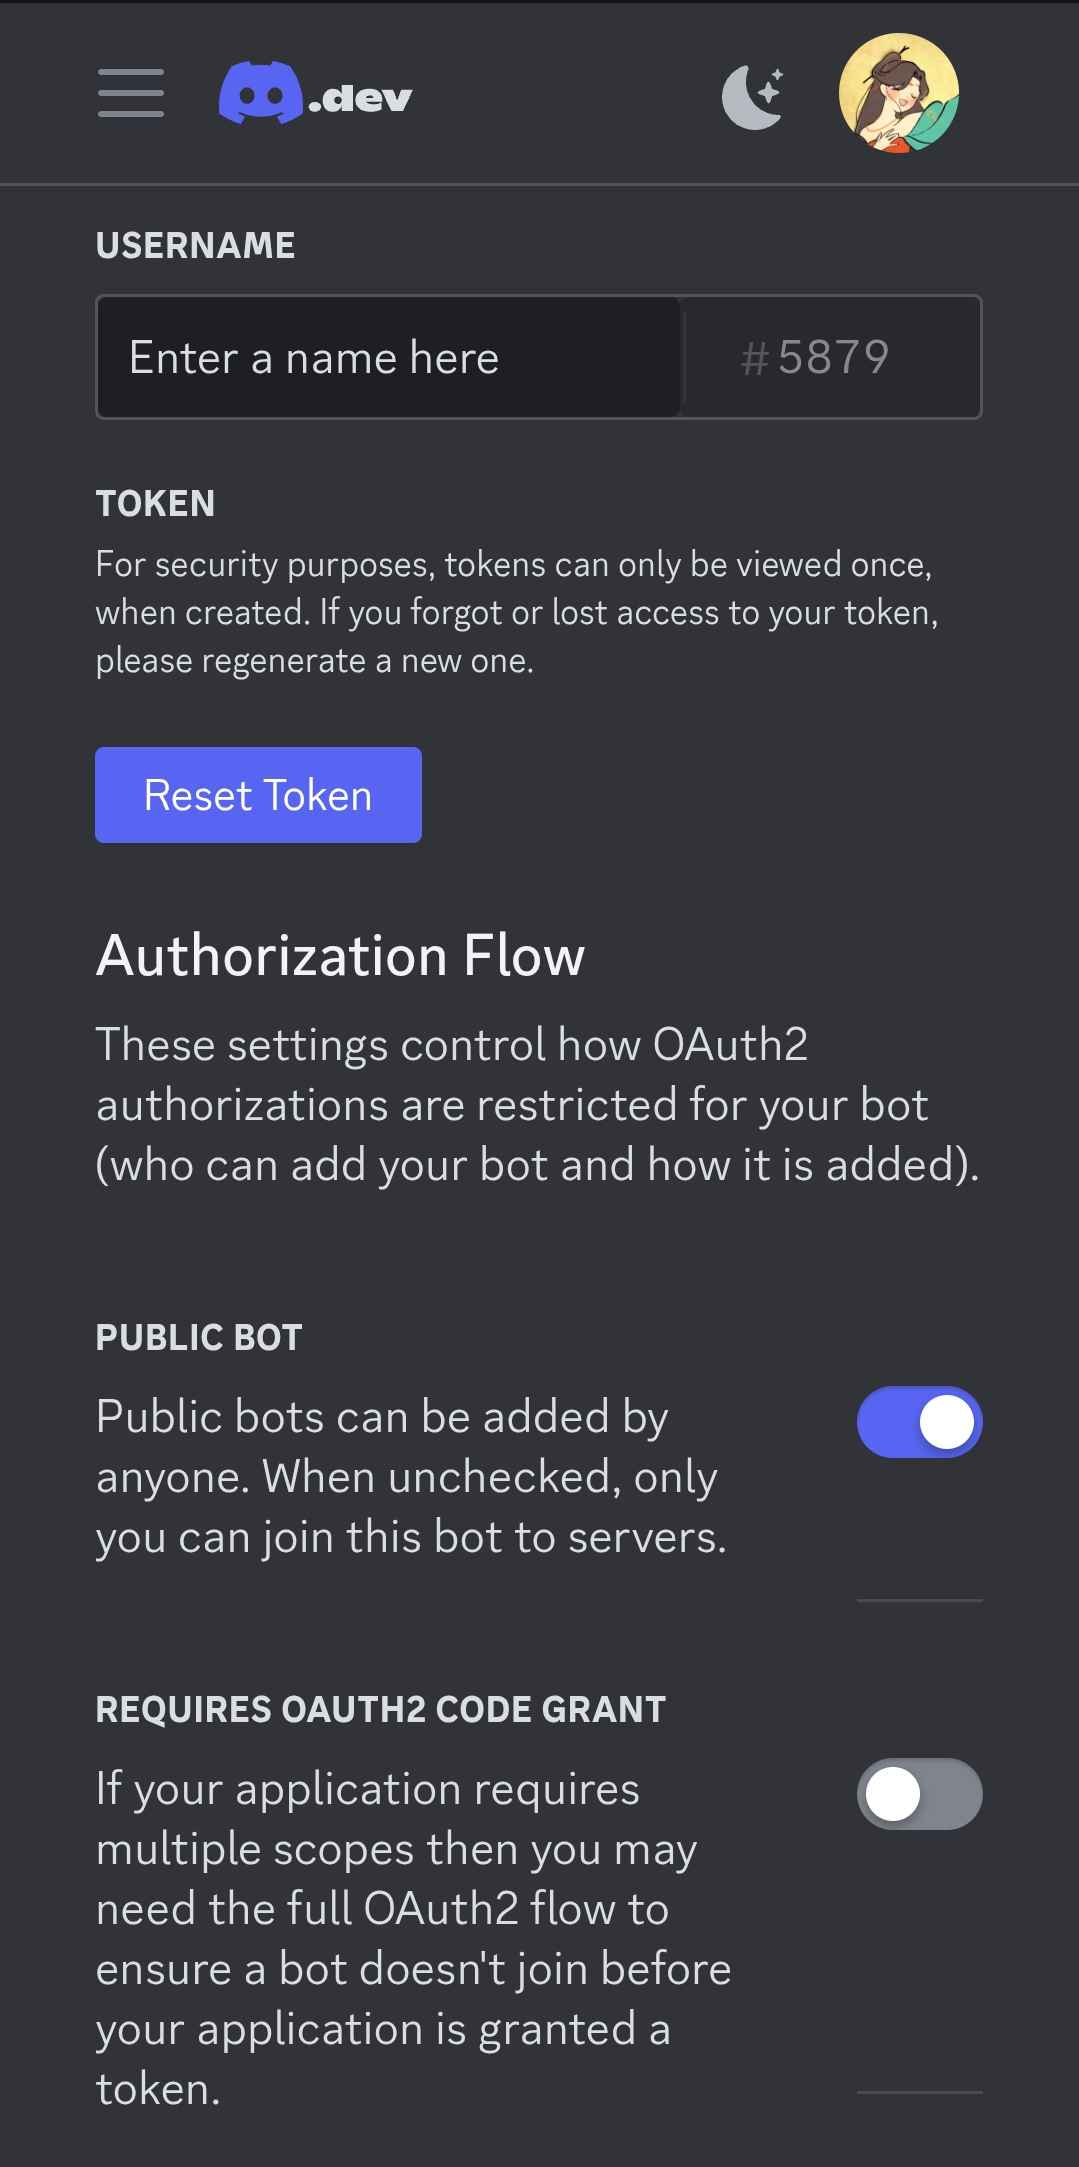 .dev
USERNAME
Enter a name here
#5879
TOKEN
For security purposes, tokens can only be viewed once,
when created. If you forgot or lost access to your token,
please regenerate a new one.
Reset Token
Authorization Flow
These settings control how OAuth2
authorizations are restricted for your bot
(who can add your bot and how it is added).
PUBLIC BOT
Public bots can be added by
anyone. When unchecked, only
you can join this bot to servers.
REQUIRES OAUTH2 CODE GRANT
If your application requires
multiple scopes then you may
need the full OAuth2 flow to
ensure a bot doesn't join before
your application is granted a
token.